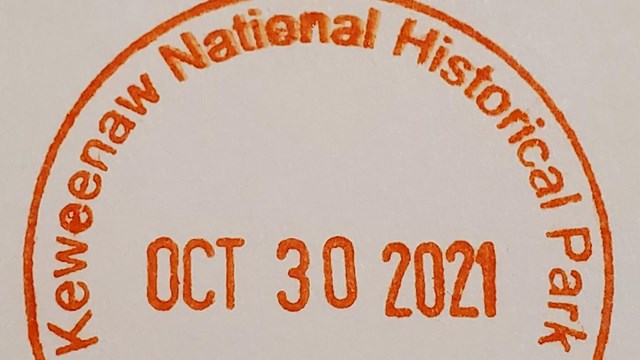 Keweenaw National Historical Park
OCT 30 2021